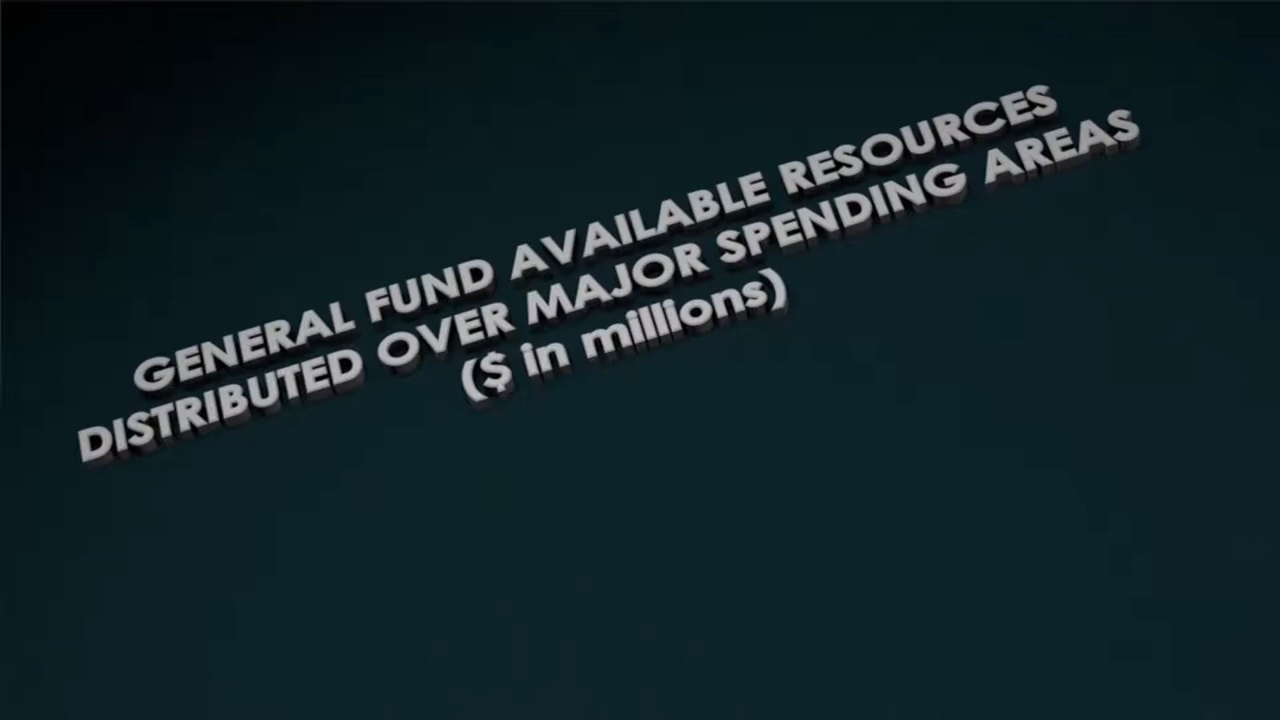 GENERAL FUND AVAILABLE RESOURCES
DISTRIBUTED OVER MAJOR SPENDING AREAS
($ in millions)